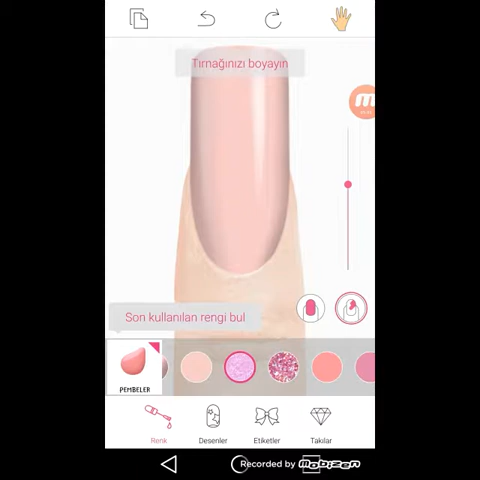 Tırnağınızı boyayın
Son kullanılan rengi bul
PEMBELER
Renk
Desenler
Etiketler
Takılar
Recorded by mobizen